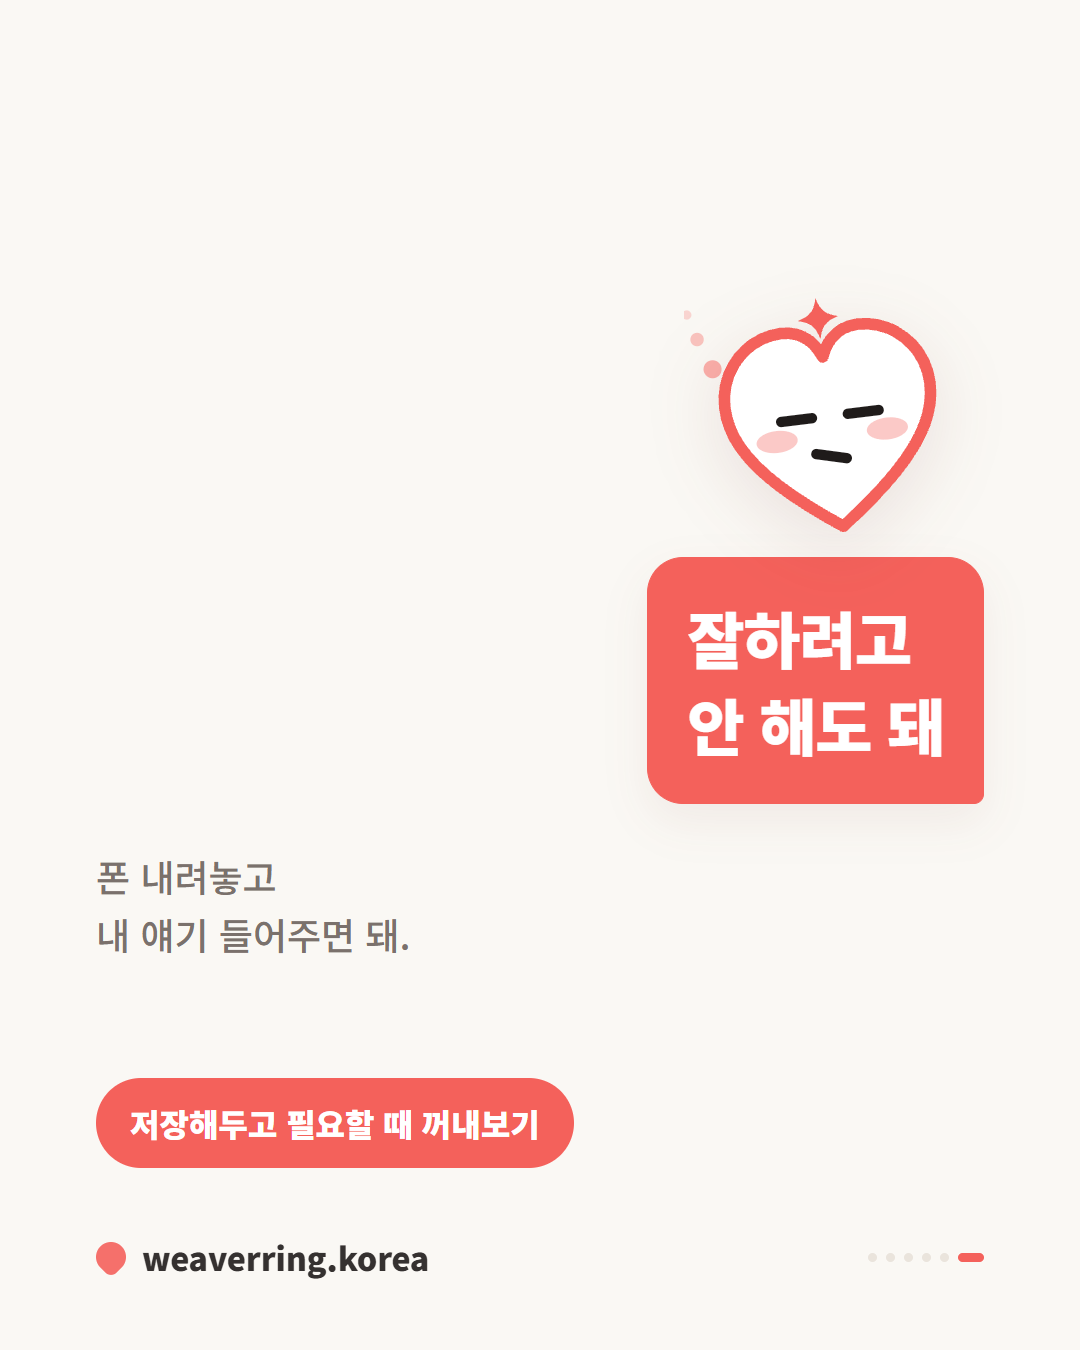 잘하려고
안 해도 돼
폰 내려놓고
내 얘기 들어주면 돼.
저장해두고 필요할 때 꺼내보기
weaverring.korea